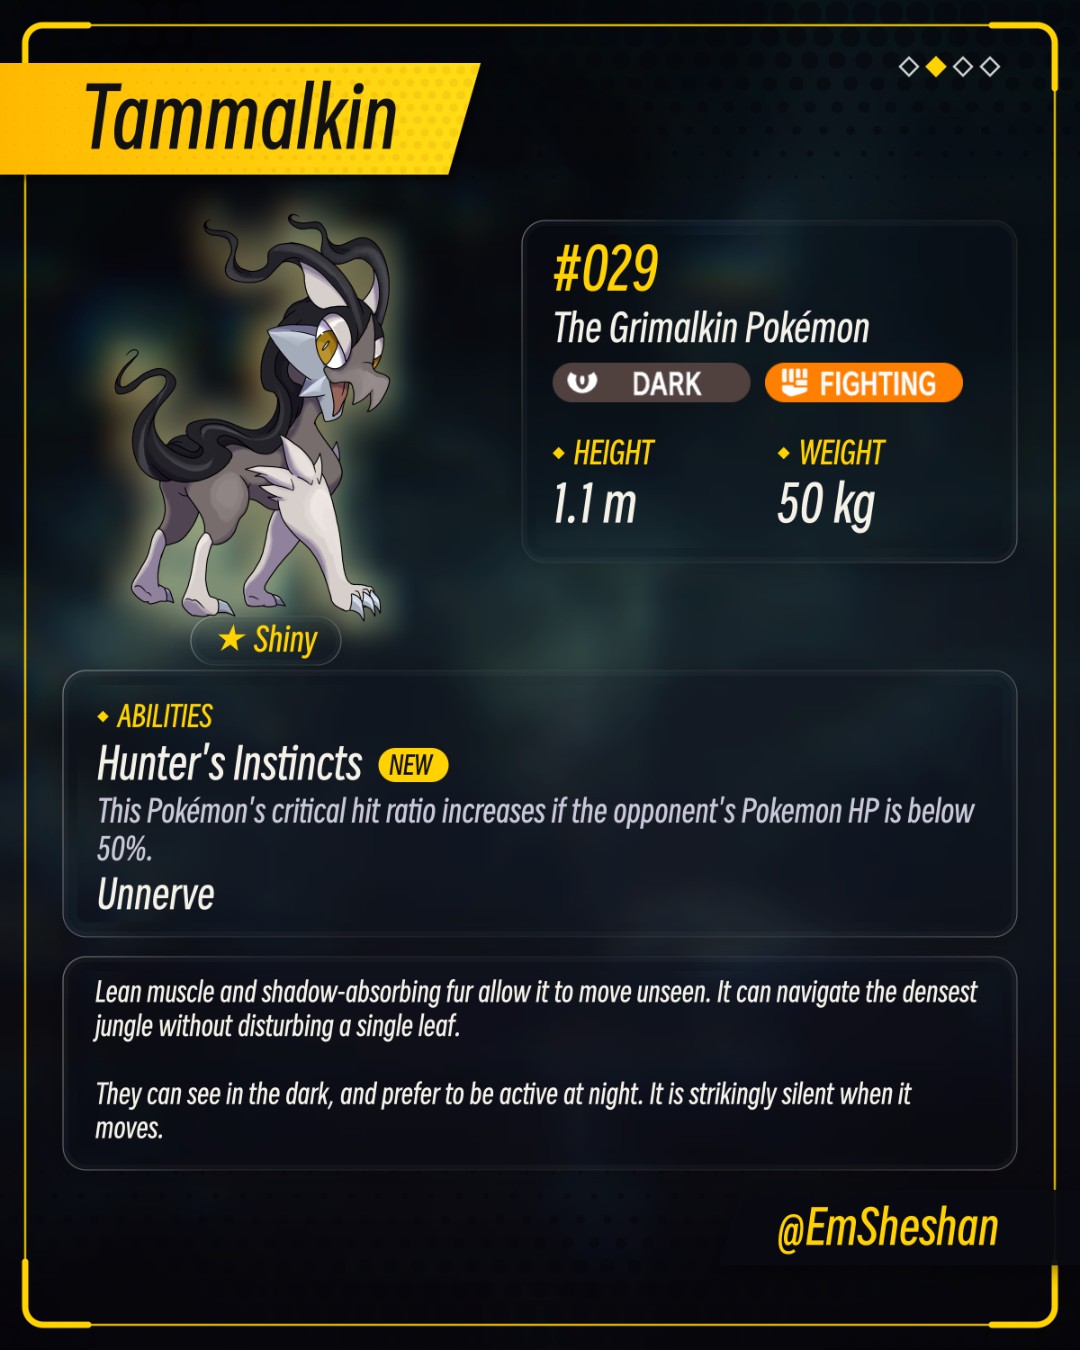 Tammalkin
#029
The Grimalkin Pokémon
DARK
FIGHTING
HEIGHT
WEIGHT
1.1 m
50 kg
Shiny
ABILITIES
Hunter's Instincts NEW
This Pokémon's critical hit ratio increases if the opponent's Pokemon HP is below
50%.
Unnerve
Lean muscle and shadow-absorbing fur allow it to move unseen. It can navigate the densest
jungle without disturbing a single leaf.
They can see in the dark, and prefer to be active at night. It is strikingly silent when it
moves.
@EmSheshan